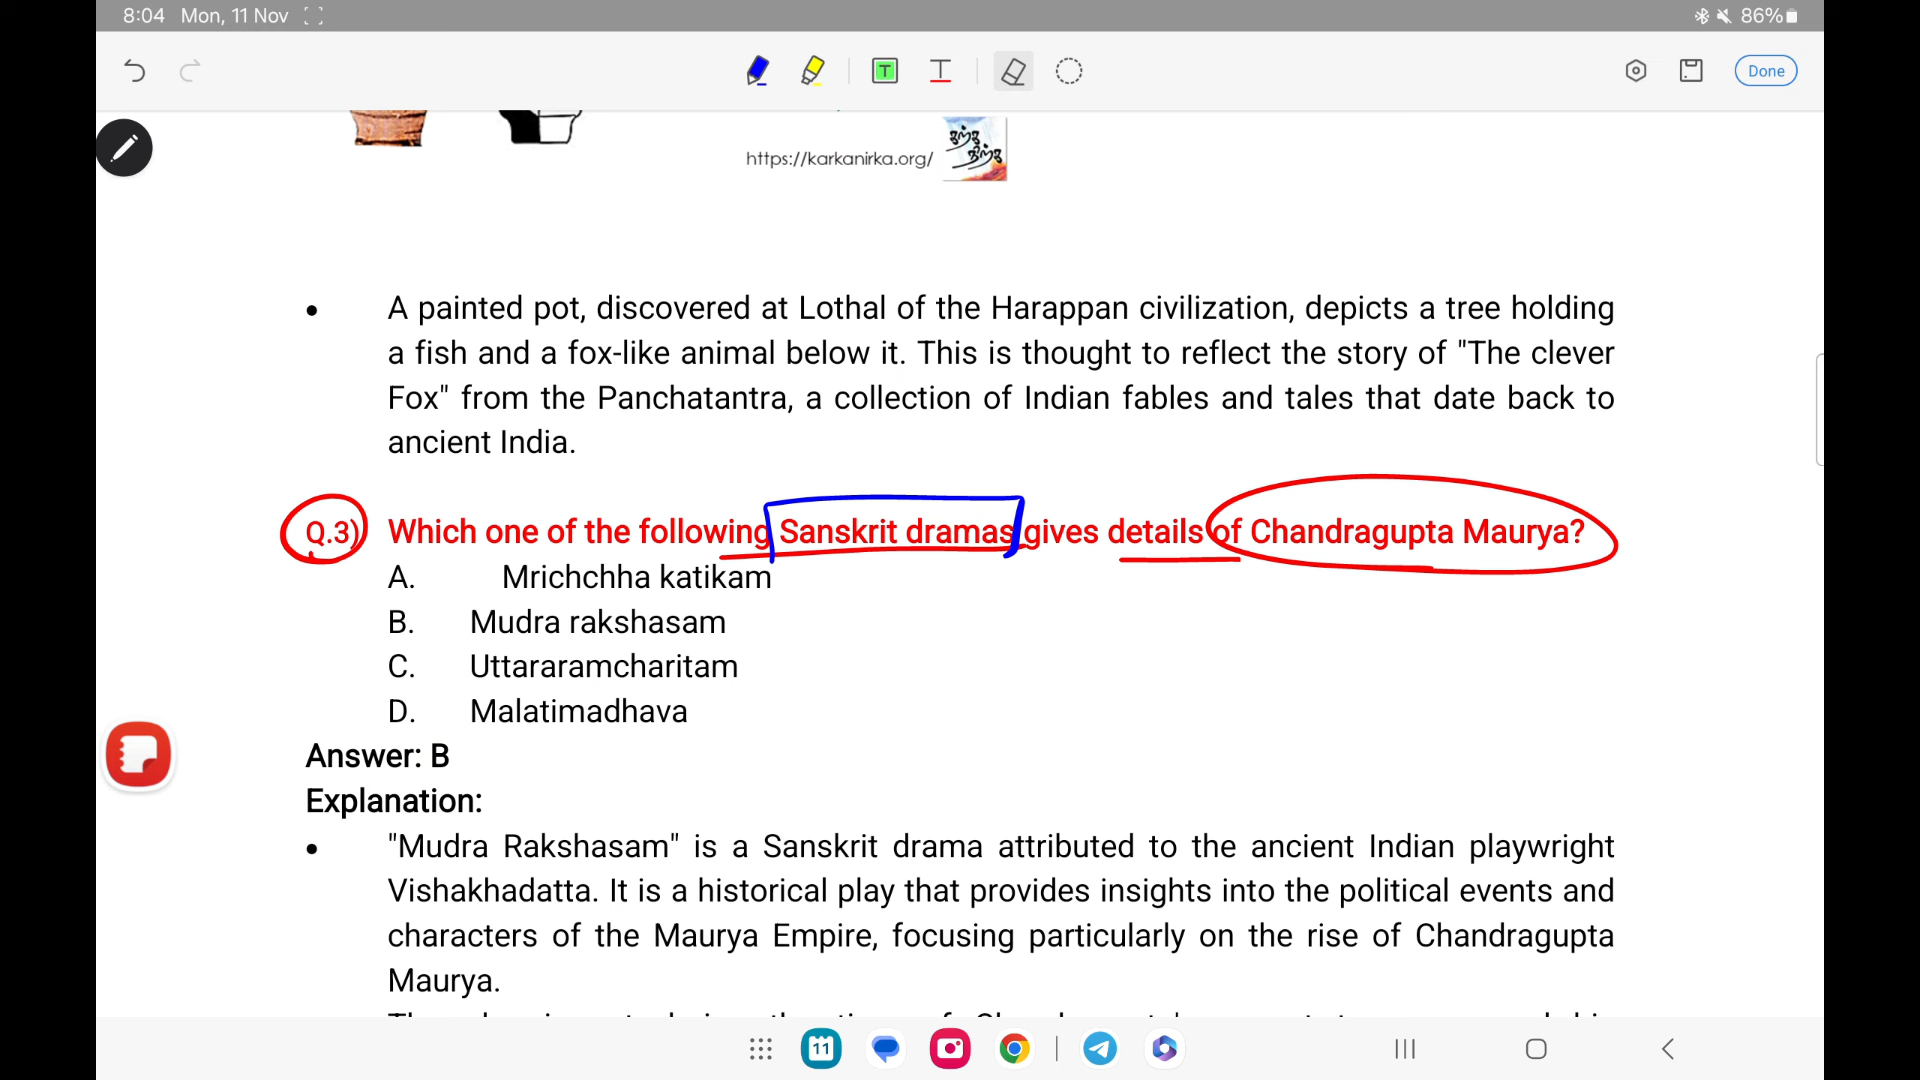 8:04 Mon, 11 Nov
86%
T
T
Done
கற்க
நிற்க
https://karkanirka.org/
• A painted pot, discovered at Lothal of the Harappan civilization, depicts a tree holding
a fish and a fox-like animal below it. This is thought to reflect the story of "The clever
Fox" from the Panchatantra, a collection of Indian fables and tales that date back to
ancient India.
Q.3) Which one of the following Sanskrit dramas gives details of Chandragupta Maurya?
A. Mrichchha katikam
B. Mudra rakshasam
C. Uttararamcharitam
D. Malatimadhava
Answer: B
Explanation:
• "Mudra Rakshasam" is a Sanskrit drama attributed to the ancient Indian playwright
Vishakhadatta. It is a historical play that provides insights into the political events and
characters of the Maurya Empire, focusing particularly on the rise of Chandragupta
Maurya.
11